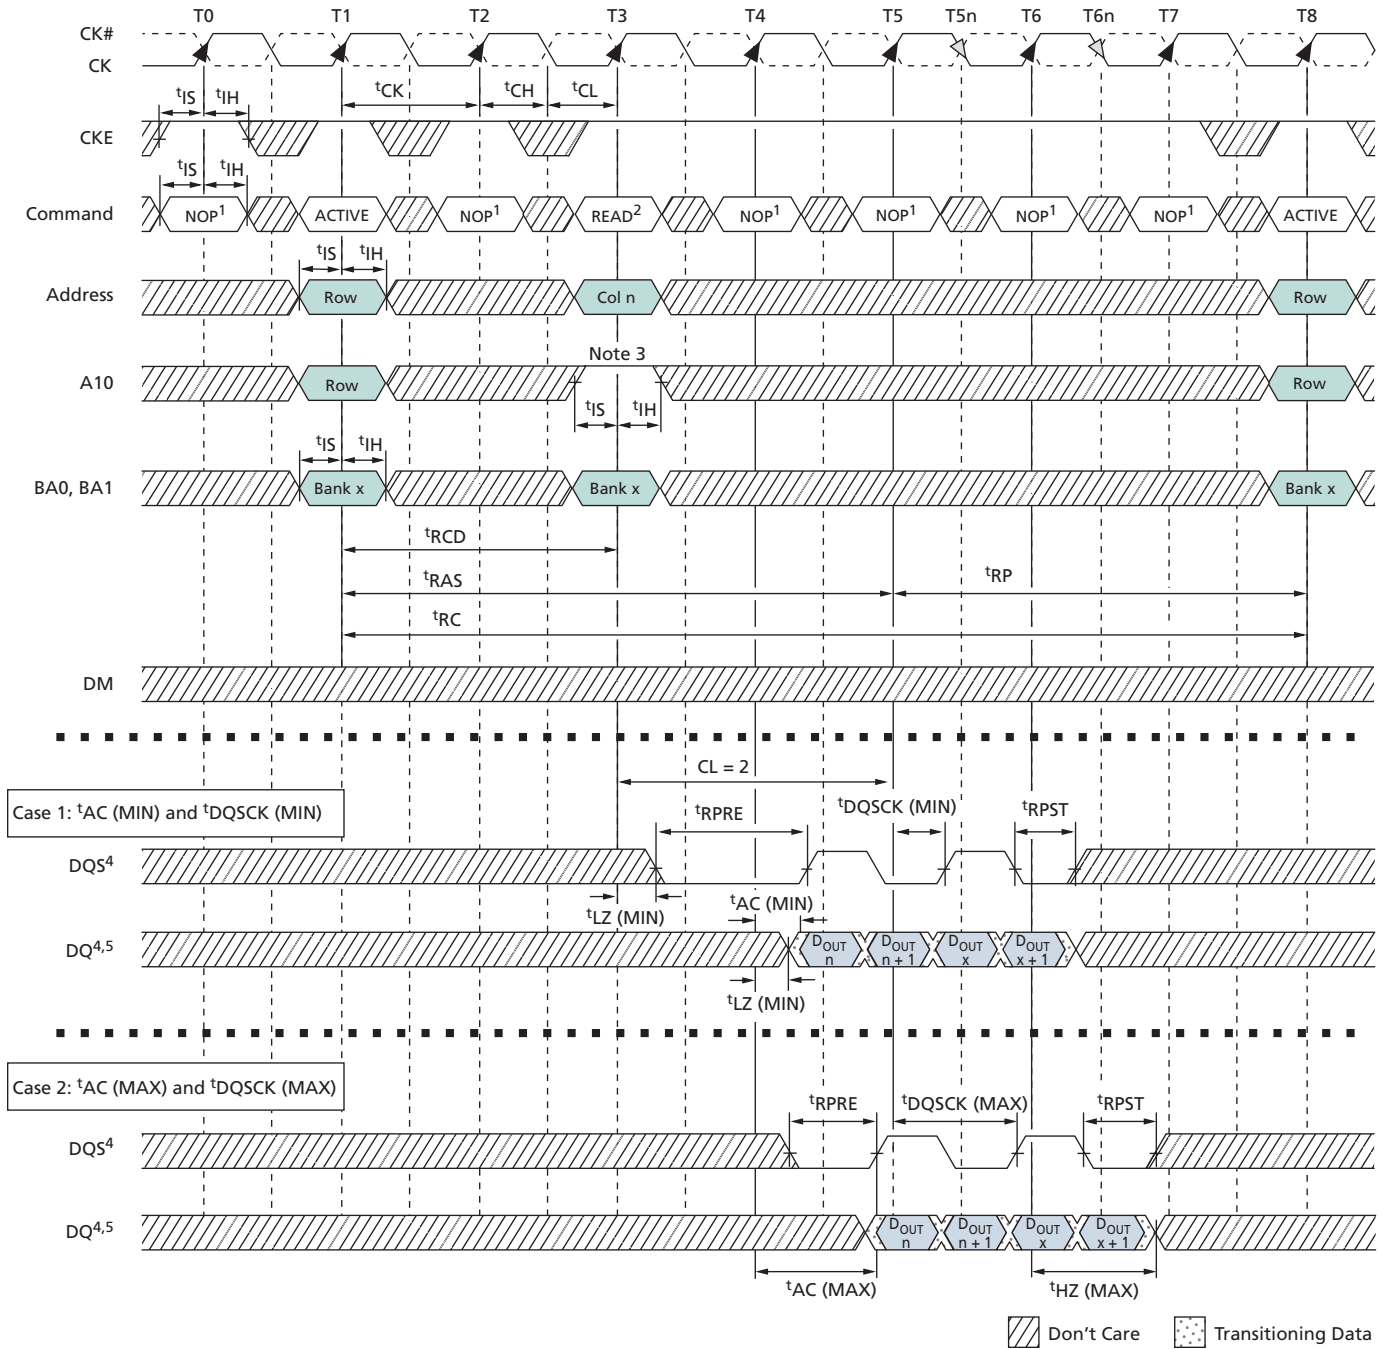 T0 T1 T2 T3 T4 T5 T5n T6 T6n T7 T8
CK#
CK
tIS tIH tCK tCH tCL
CKE
tIS tIH
Command NOP1 ACTIVE NOP1 READ2 NOP1 NOP1 NOP1 NOP1 ACTIVE
tIS tIH
Address Row Col n Row
Note 3
A10 Row Row
tIS tIH
tIS tIH
BA0, BA1 Bank x Bank x Bank x
tRCD
tRAS tRP
tRC
DM
CL = 2
Case 1: tAC (MIN) and tDQSCK (MIN)
tRPRE tDQSCK (MIN) tRPST
DQS4
tLZ (MIN) tAC (MIN)
DQ4,5 DOUT n DOUT n + 1 DOUT x DOUT x + 1
tLZ (MIN)
Case 2: tAC (MAX) and tDQSCK (MAX)
tRPRE tDQSCK (MAX) tRPST
DQS4
DQ4,5 DOUT n DOUT n + 1 DOUT x DOUT x + 1
tAC (MAX) tHZ (MAX)
Don't Care Transitioning Data